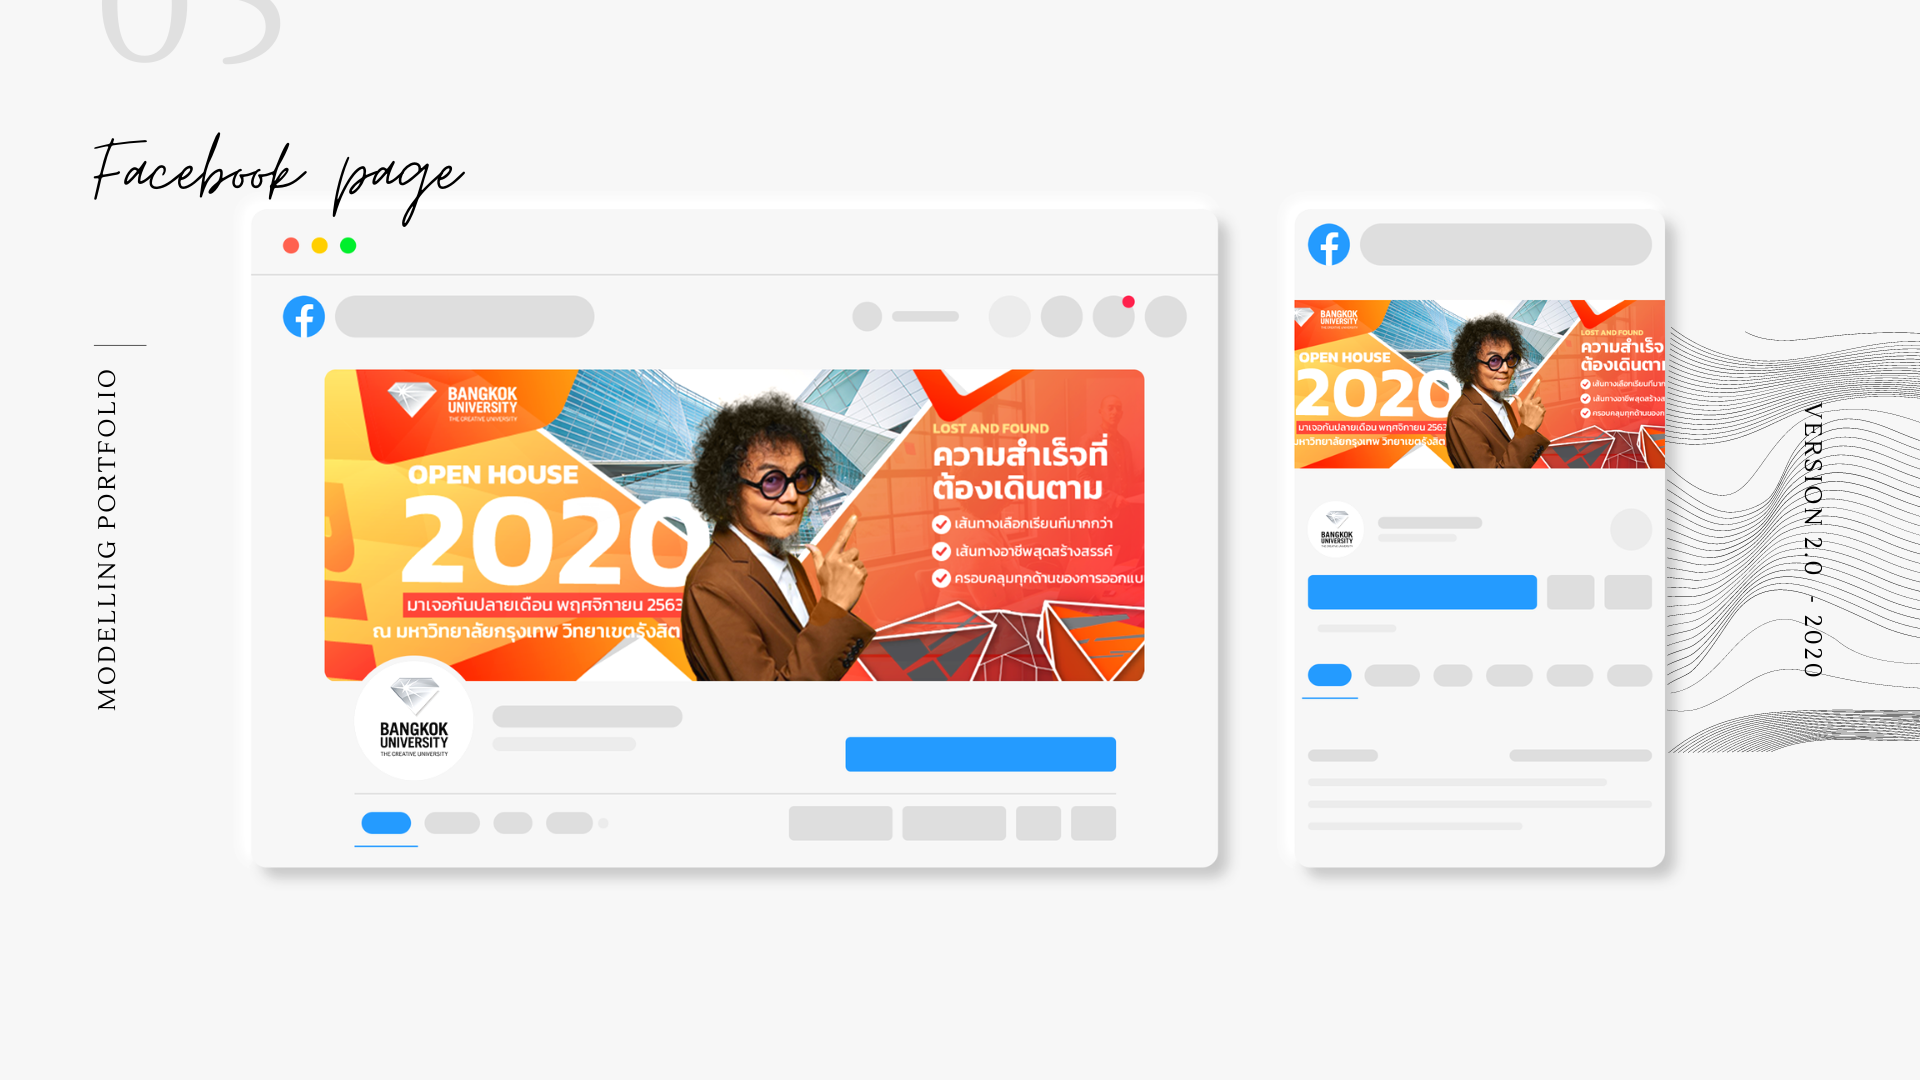 03
Facebook page
MODELLING PORTFOLIO
BANGKOK
UNIVERSITY
THE CREATIVE UNIVERSITY
OPEN HOUSE
2020
มาเจอกันปลายเดือน พฤศจิกายน 2563
ณ มหาวิทยาลัยกรุงเทพ วิทยาเขตรังสิต
LOST AND FOUND
ความสำเร็จที่
ต้องเดินตาม
เส้นทางเลือกเรียนที่มากกว่า
เส้นทางอาชีพสุดสร้างสรรค์
ครอบคลุมทุกด้านของการออกแบ
BANGKOK
UNIVERSITY
THE CREATIVE UNIVERSITY
BANGKOK
UNIVERSITY
THE CREATIVE UNIVERSITY
OPEN HOUSE
2020
มาเจอกันปลายเดือน พฤศจิกายน 2563
มหาวิทยาลัยกรุงเทพ วิทยาเขตรังสิต
LOST AND FOUND
ความสำเร็จ
ต้องเดินตาม
เส้นทางเลือกเรียนที่มาก
เส้นทางอาชีพสุดสร้างส
ครอบคลุมทุกด้านของก
BANGKOK
UNIVERSITY
VERSION 2.0 - 2020